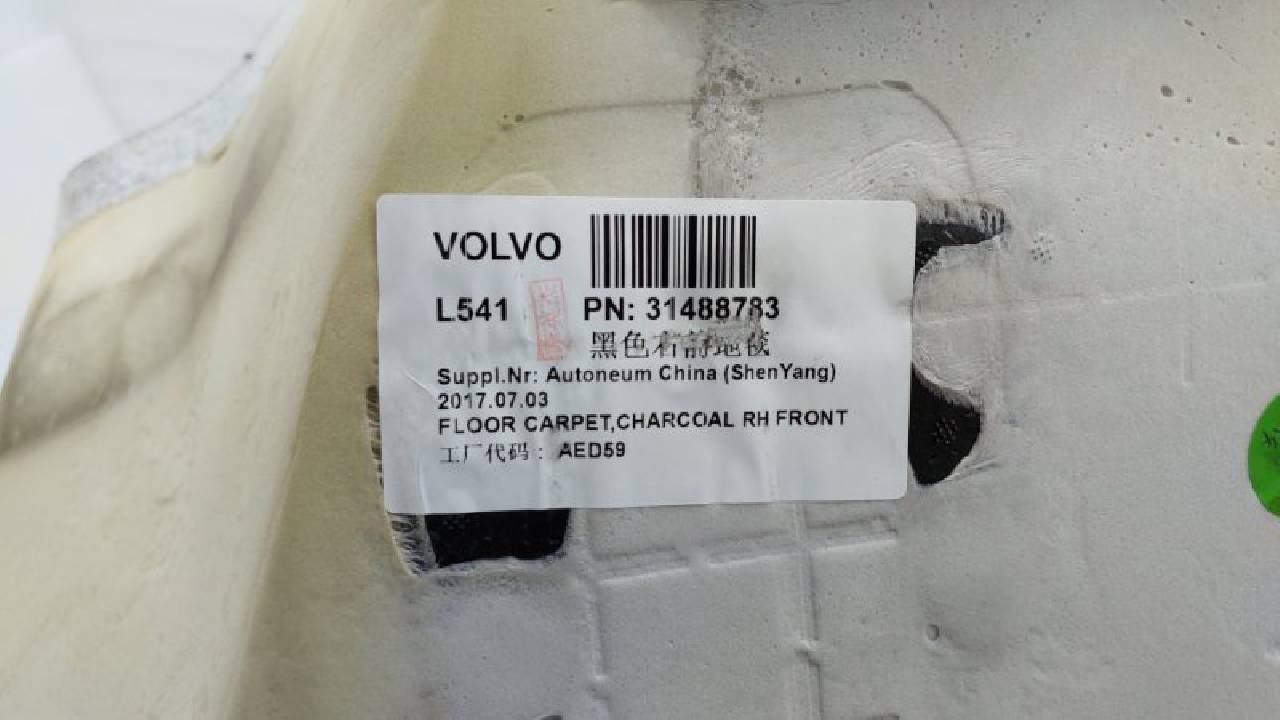 VOLVO
L541 PN: 31488783
黑色右前地毯
Suppl.Nr: Autoneum China (ShenYang)
2017.07.03
FLOOR CARPET,CHARCOAL RH FRONT
工厂代码： AED59